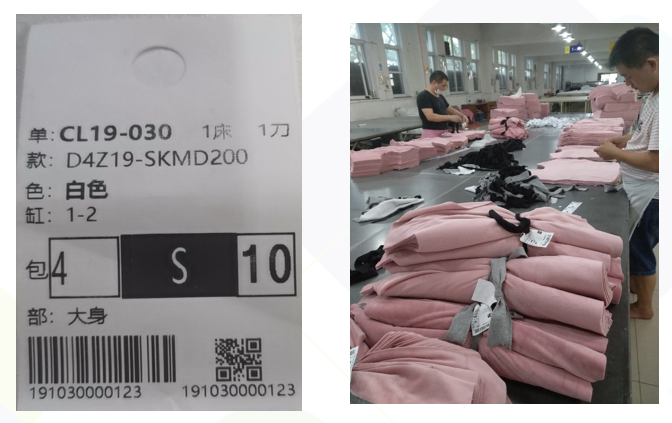 单: CL19-030 1床 1刀
款: D4Z19-SKMD200
色: 白色
缸: 1-2
包 4 S 10
部: 大身
191030000123 191030000123